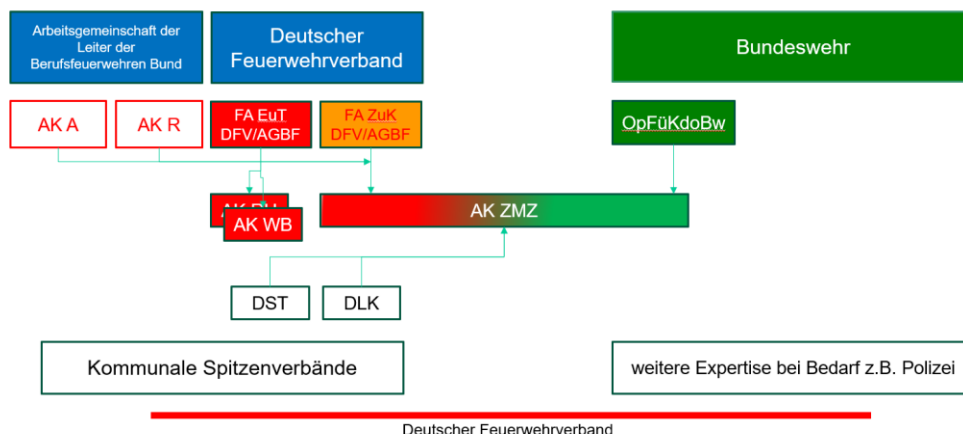 Arbeitsgemeinschaft der
Leiter der
Berufsfeuerwehren Bund
Deutscher
Feuerwehrverband
Bundeswehr
AK A
AK R
FA EuT
DFV/AGBF
FA ZuK
DFV/AGBF
OpFüKdoBw
AK
AK WB
AK ZMZ
DST
DLK
Kommunale Spitzenverbände
weitere Expertise bei Bedarf z.B. Polizei
Deutscher Feuerwehrverband